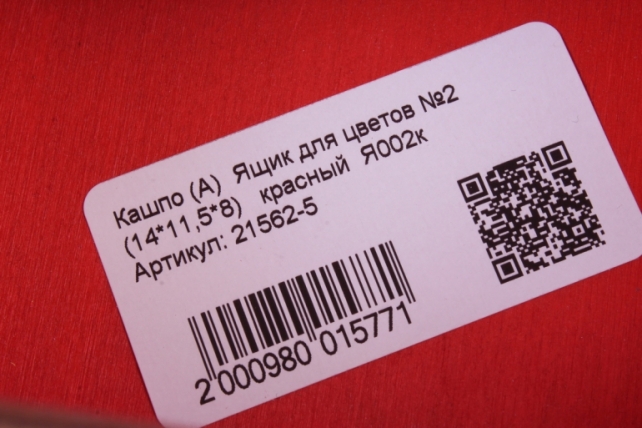 Кашпо (А) Ящик для цветов №2
(14*11,5*8) красный Я002к
Артикул: 21562-5
2 000980 015771